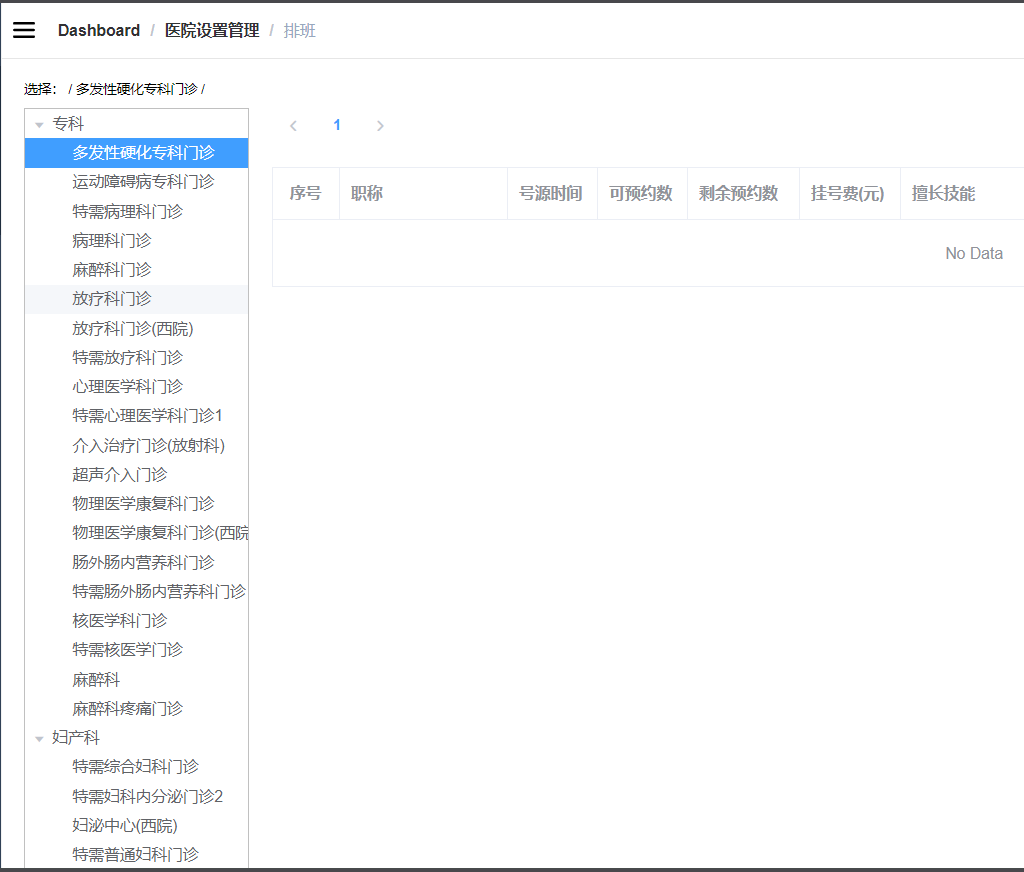 Dashboard / 医院设置管理 / 排班
选择： / 多发性硬化专科门诊 /
专科
多发性硬化专科门诊
运动障碍病专科门诊
特需病理科门诊
病理科门诊
麻醉科门诊
放疗科门诊
放疗科门诊(西院)
特需放疗科门诊
心理医学科门诊
特需心理医学科门诊1
介入治疗门诊(放射科)
超声介入门诊
物理医学康复科门诊
物理医学康复科门诊(西院
肠外肠内营养科门诊
特需肠外肠内营养科门诊
核医学科门诊
特需核医学门诊
麻醉科
麻醉科疼痛门诊
妇产科
特需综合妇科门诊
特需妇科内分泌门诊2
妇泌中心(西院)
特需普通妇科门诊
1
序号 职称 号源时间 可预约数 剩余预约数 挂号费(元) 擅长技能
No Data